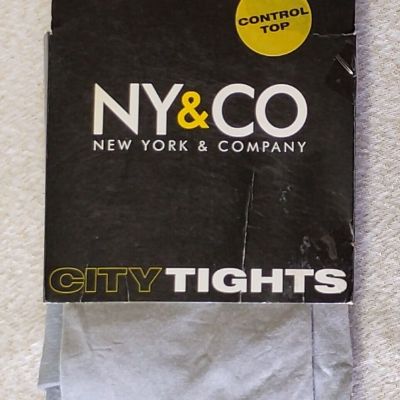 CONTROL
TOP
NY&CO
NEW YORK & COMPANY
CITY TIGHTS